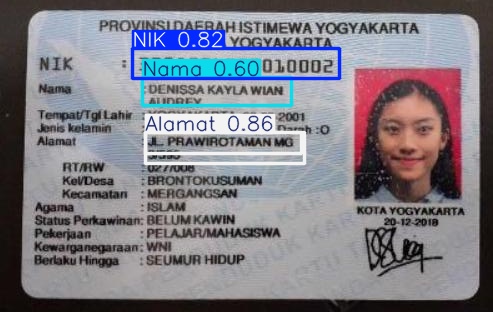 PROVINSI DAERAH ISTIMEWA YOGYAKARTA
YOGYAKARTA
NIK 0.82
NIK : 010002
Nama 0.60
Nama : DENISSA KAYLA WIAN
AUDREY
Tempat/Tgl Lahir : 2001
Alamat 0.86
Jenis kelamin Darah :O
Alamat : JL. PRAWIROTAMAN MG
3/595
RT/RW : 027/008
Kel/Desa : BRONTOKUSUMAN
Kecamatan : MERGANGSAN
Agama : ISLAM
Status Perkawinan: BELUM KAWIN
Pekerjaan : PELAJAR/MAHASISWA
Kewarganegaraan: WNI
Berlaku Hingga : SEUMUR HIDUP
KOTA YOGYAKARTA
20-12-2018